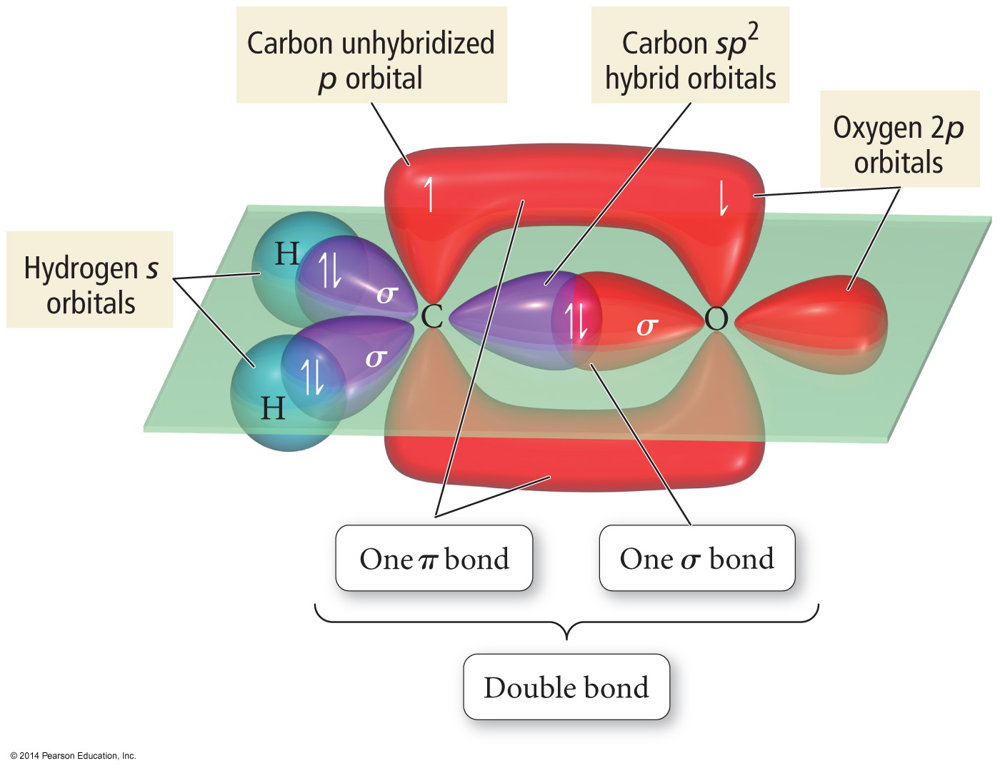 Carbon unhybridized
p orbital
Carbon sp²
hybrid orbitals
Oxygen 2p
orbitals
Hydrogen s
orbitals
H
H
σ
σ
C
σ
O
↿⇂
↿⇂
↿⇂
↿
⇂
One π bond
One σ bond
Double bond
© 2014 Pearson Education, Inc.